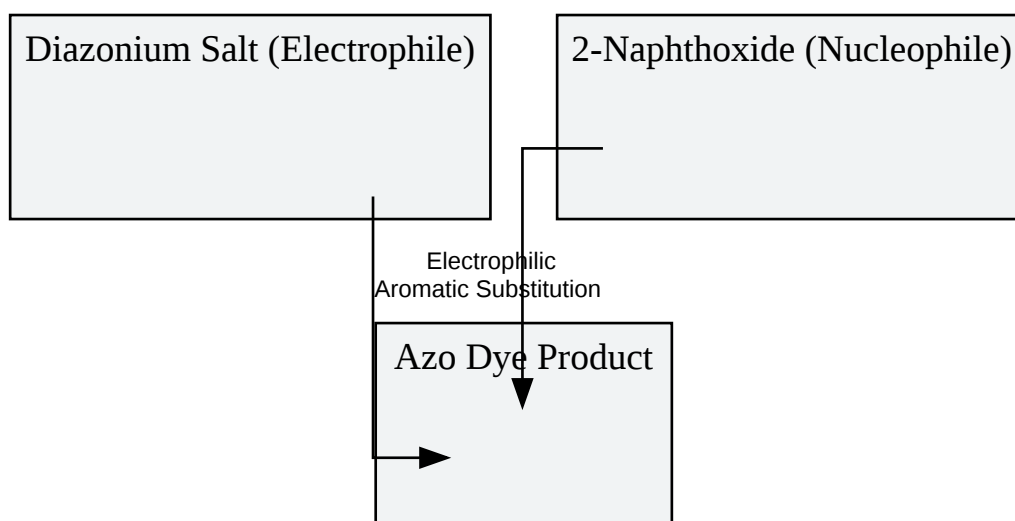 Diazonium Salt (Electrophile)
2-Naphthoxide (Nucleophile)
Electrophilic
Aromatic Substitution
Azo Dye Product